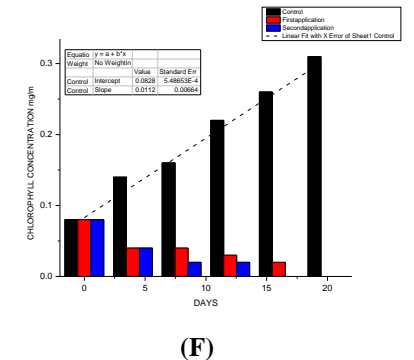 Control
Firstapplication
Secondapplication
Linear Fit with X Error of Sheet1 Control
Equatio y = a + b*x
Weight No Weightin
Value Standard Err
Control Intercept 0.0828 5.48653E-4
Control Slope 0.0112 0.00664
0.3
0.2
0.1
0.0
CHLOROPHYLL CONCENTRATION mg/m
0 5 10 15 20
DAYS
(F)